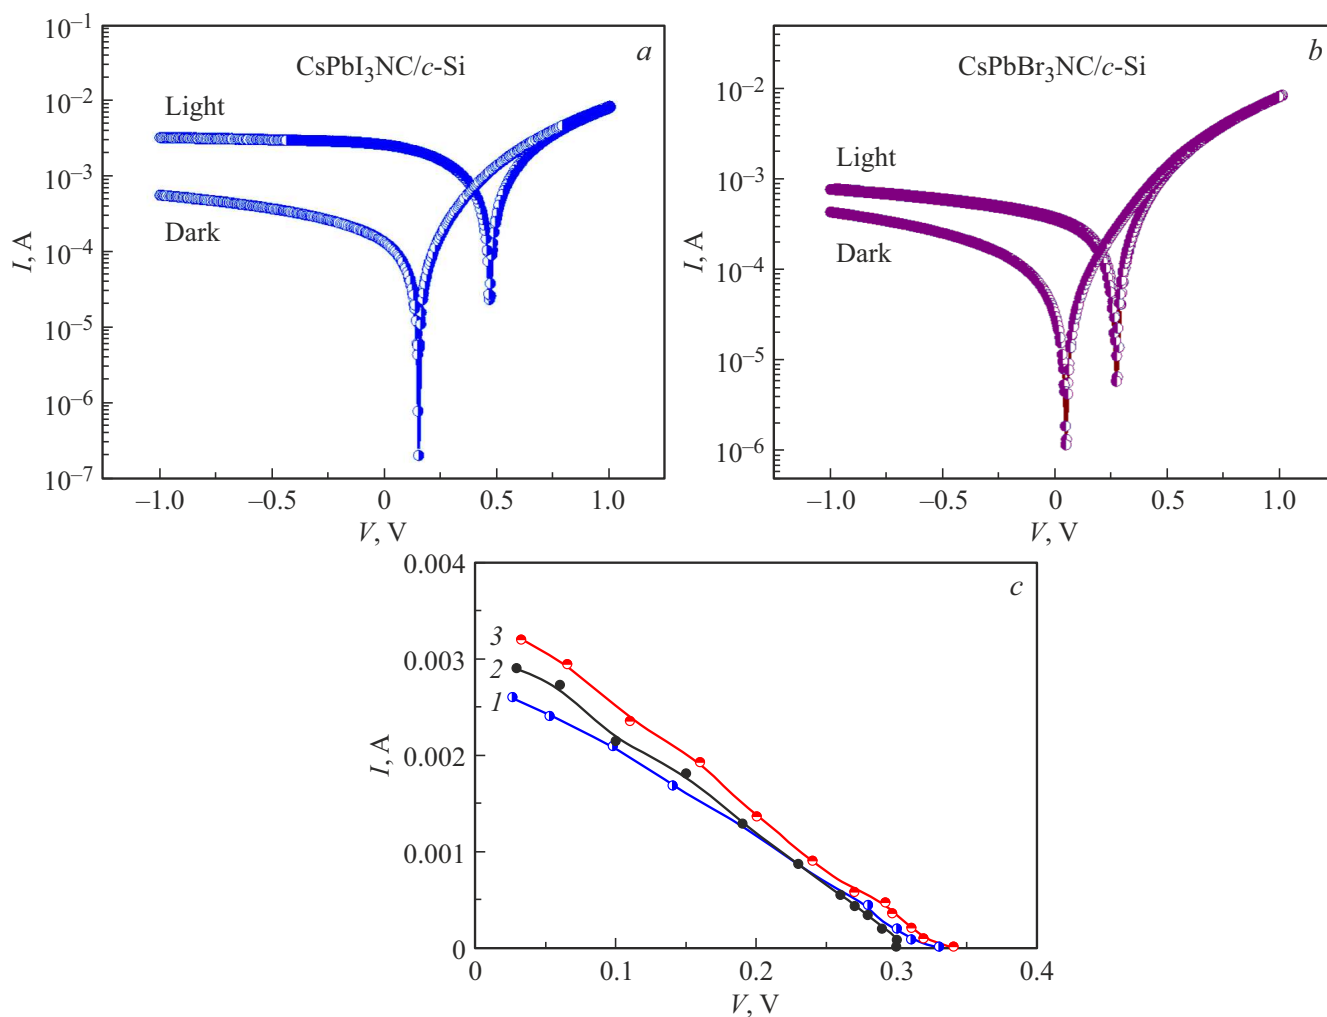 a
CsPbI₃NC/c-Si
10⁻¹
10⁻²
10⁻³
10⁻⁴
10⁻⁵
10⁻⁶
10⁻⁷
I, A
Light
Dark
–1.0 –0.5 0 0.5 1.0
V, V
b
CsPbBr₃NC/c-Si
10⁻²
10⁻³
10⁻⁴
10⁻⁵
10⁻⁶
I, A
Light
Dark
–1.0 –0.5 0 0.5 1.0
V, V
c
0.004
0.003
0.002
0.001
0
I, A
3
2
1
0 0.1 0.2 0.3 0.4
V, V